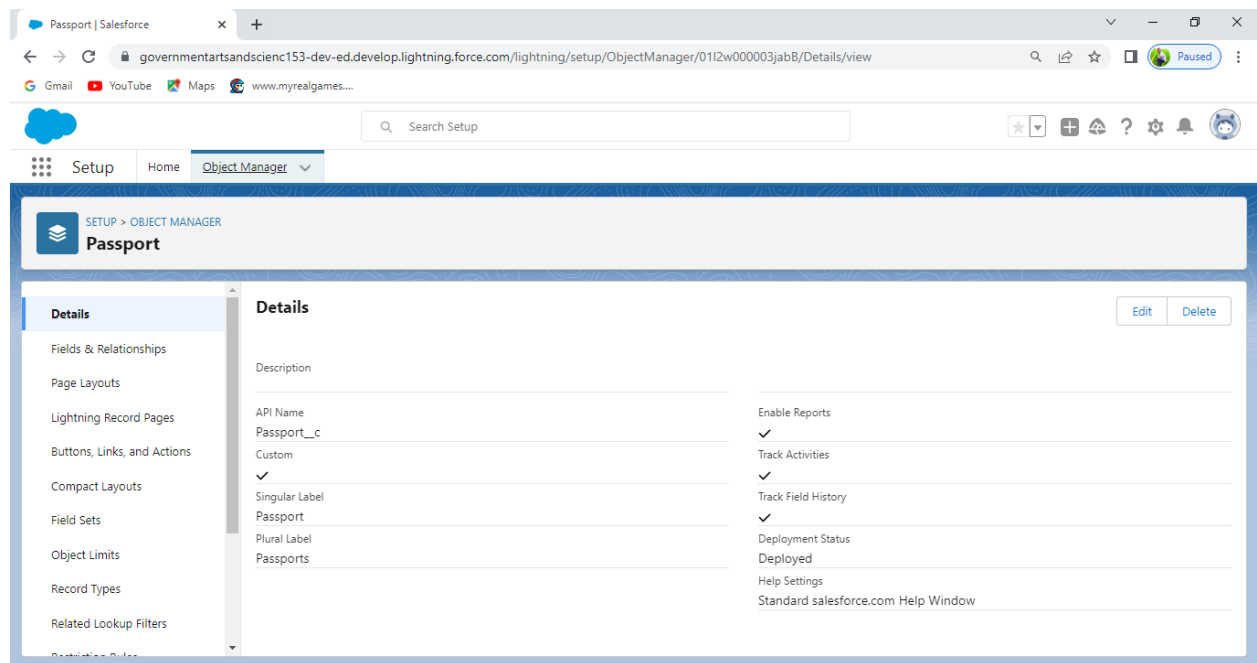 Passport | Salesforce
governmentartsandscienc153-dev-ed.develop.lightning.force.com/lightning/setup/ObjectManager/01I2w000003jabB/Details/view
Paused
Gmail YouTube Maps www.myrealgames....
Search Setup
Setup Home Object Manager
SETUP > OBJECT MANAGER
Passport
Details
Fields & Relationships
Page Layouts
Lightning Record Pages
Buttons, Links, and Actions
Compact Layouts
Field Sets
Object Limits
Record Types
Related Lookup Filters
Restriction Rules
Details
Edit Delete
Description
API Name
Passport__c
Custom
Singular Label
Passport
Plural Label
Passports
Enable Reports
Track Activities
Track Field History
Deployment Status
Deployed
Help Settings
Standard salesforce.com Help Window